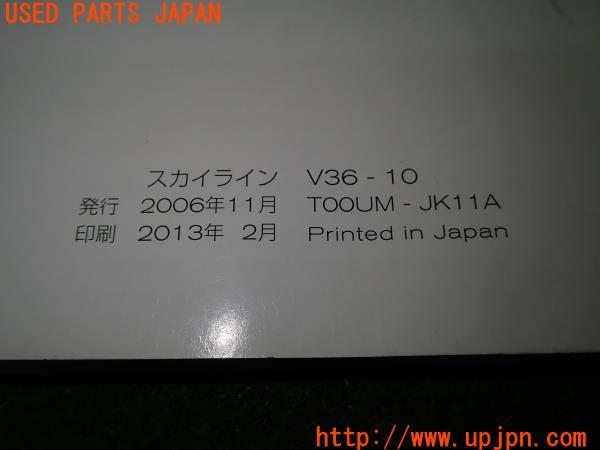 USED PARTS JAPAN
スカイライン V36 - 10
発行 2006年11月 T00UM - JK11A
印刷 2013年 2月 Printed in Japan
http://www.upjpn.com